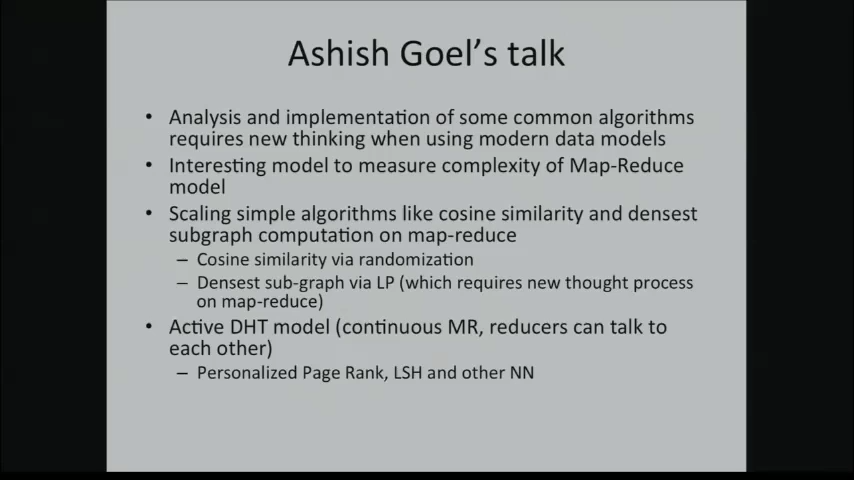 Ashish Goel's talk
• Analysis and implementation of some common algorithms
requires new thinking when using modern data models
• Interesting model to measure complexity of Map-Reduce
model
• Scaling simple algorithms like cosine similarity and densest
subgraph computation on map-reduce
– Cosine similarity via randomization
– Densest sub-graph via LP (which requires new thought process
on map-reduce)
• Active DHT model (continuous MR, reducers can talk to
each other)
– Personalized Page Rank, LSH and other NN